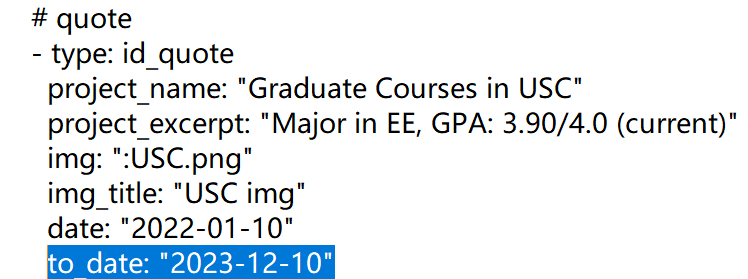 # quote
- type: id_quote
project_name: "Graduate Courses in USC"
project_excerpt: "Major in EE, GPA: 3.90/4.0 (current)"
img: ":USC.png"
img_title: "USC img"
date: "2022-01-10"
to_date: "2023-12-10"